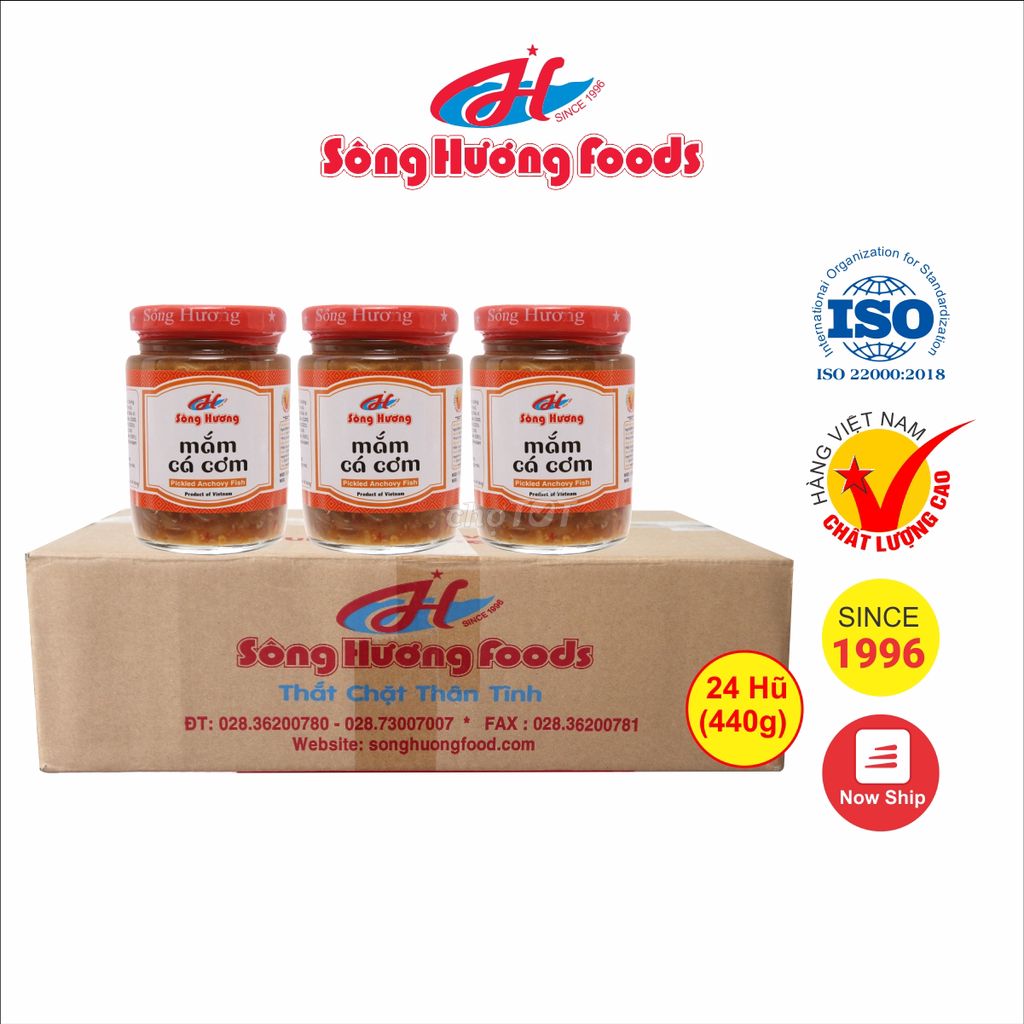 SINCE 1996
Sông Hương Foods
International Organization for Standardization
ISO
ISO 22000:2018
HÀNG VIỆT NAM
CHẤT LƯỢNG CAO
SINCE
1996
Now Ship
Sông Hương
Sông Hương
Sông Hương
Sông Hương
mắm
cá cơm
Pickled Anchovy Fish
Product of Vietnam
Sông Hương
mắm
cá cơm
Pickled Anchovy Fish
Product of Vietnam
Sông Hương
mắm
cá cơm
Pickled Anchovy Fish
Product of Vietnam
chợ TỐT
SINCE 1996
Sông Hương Foods
Thắt Chặt Thân Tình
ĐT: 028.36200780 - 028.73007007 * FAX : 028.36200781
Website: songhuongfood.com
24 Hũ
(440g)